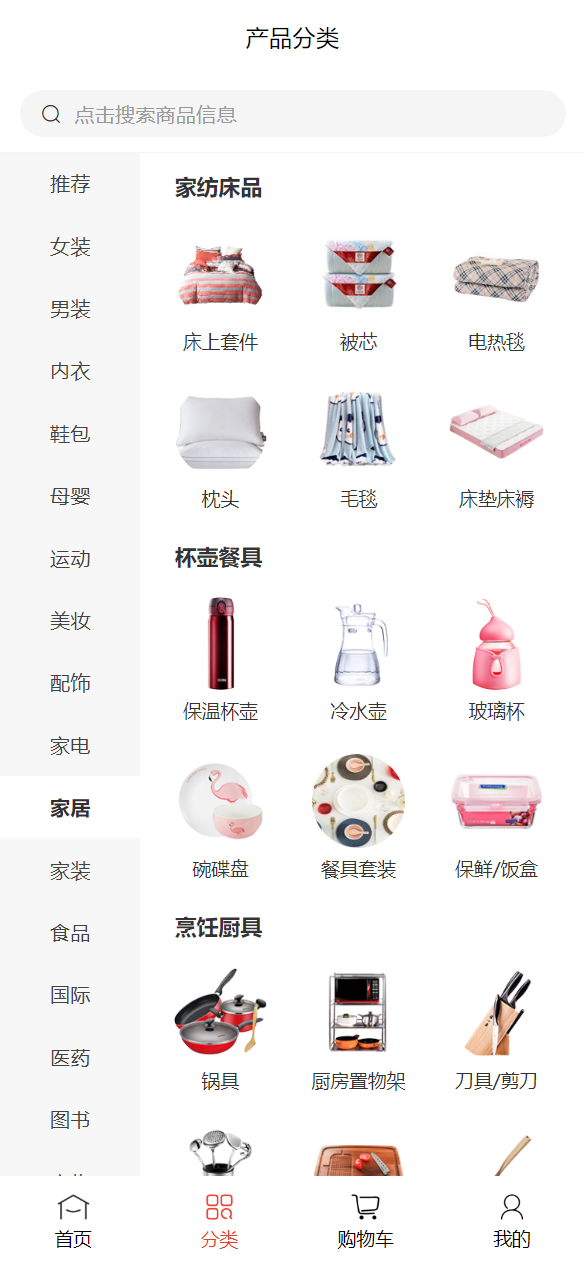 产品分类
点击搜索商品信息
推荐
女装
男装
内衣
鞋包
母婴
运动
美妆
配饰
家电
家居
家装
食品
国际
医药
图书
家纺床品
床上套件 被芯 电热毯
枕头 毛毯 床垫床褥
杯壶餐具
保温杯壶 冷水壶 玻璃杯
碗碟盘 餐具套装 保鲜/饭盒
烹饪厨具
锅具 厨房置物架 刀具/剪刀
首页 分类 购物车 我的